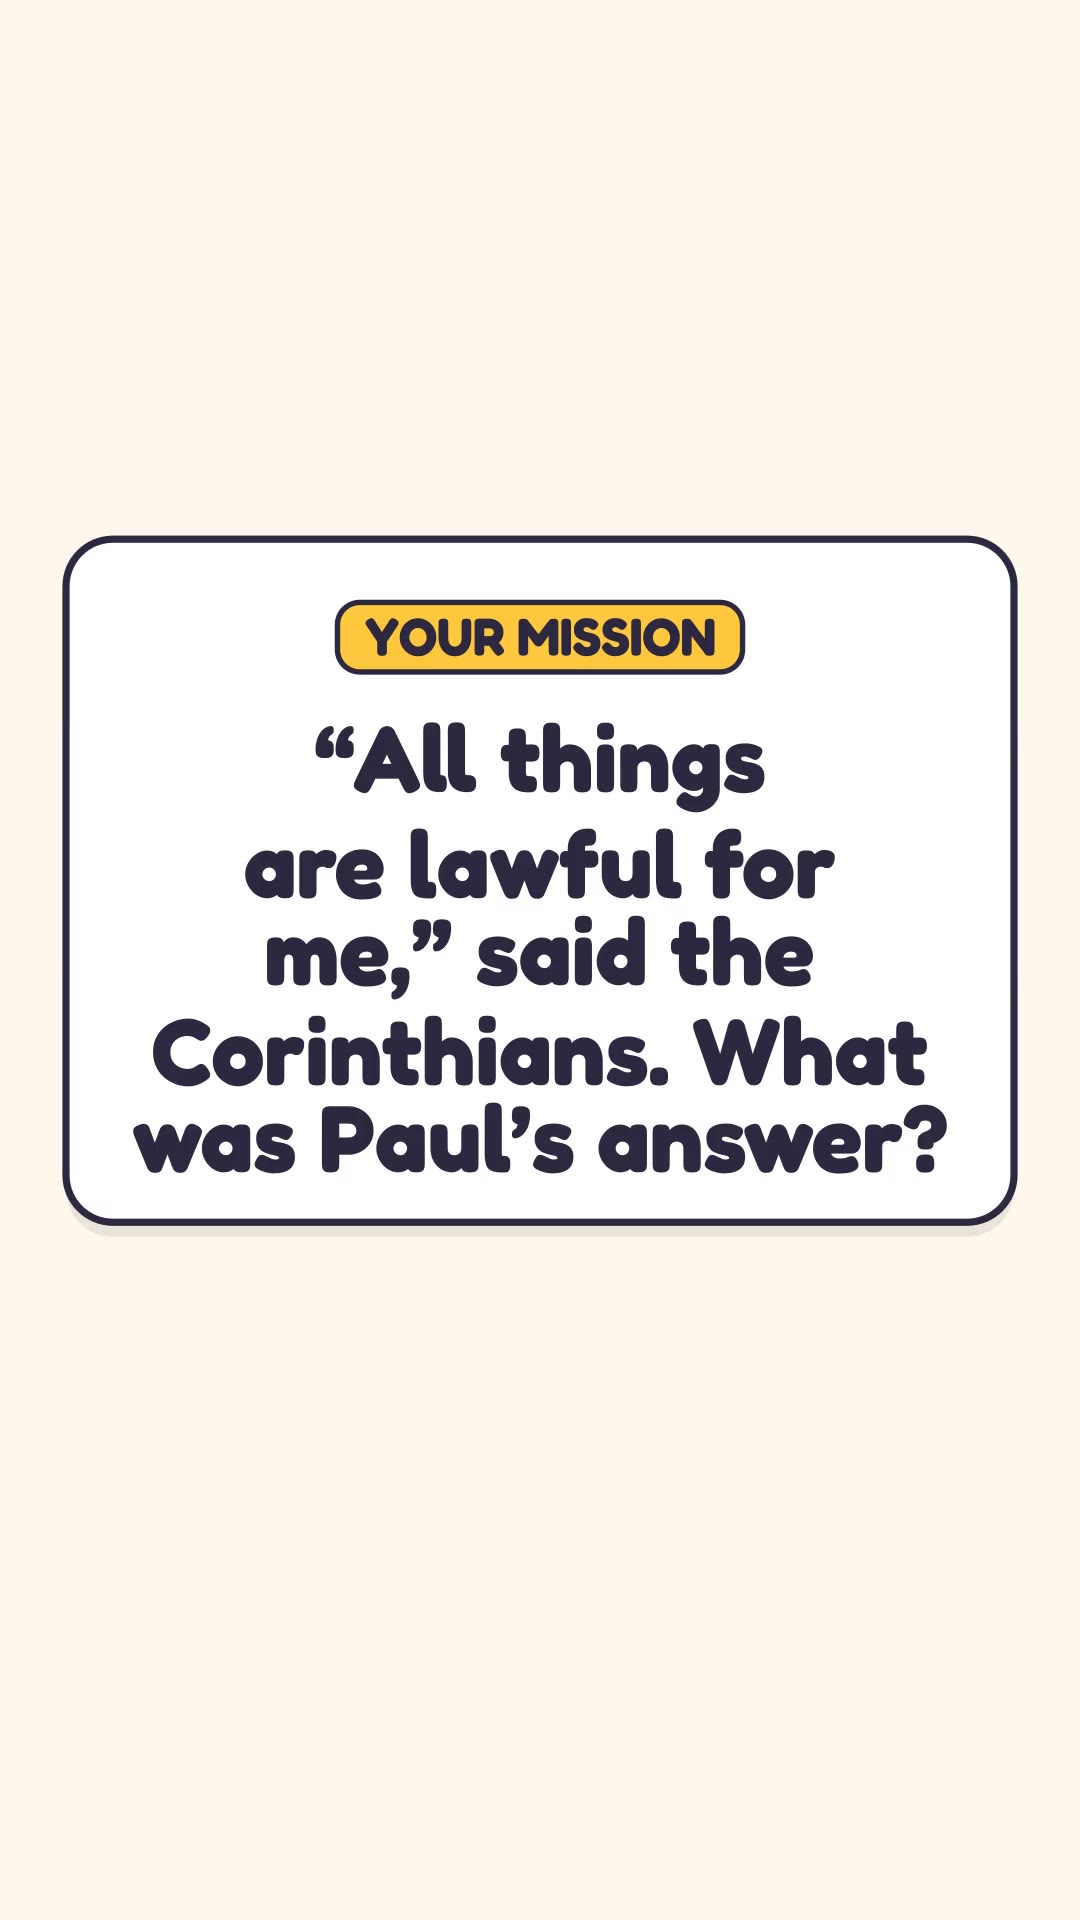 YOUR MISSION
“All things
are lawful for
me,” said the
Corinthians. What
was Paul’s answer?